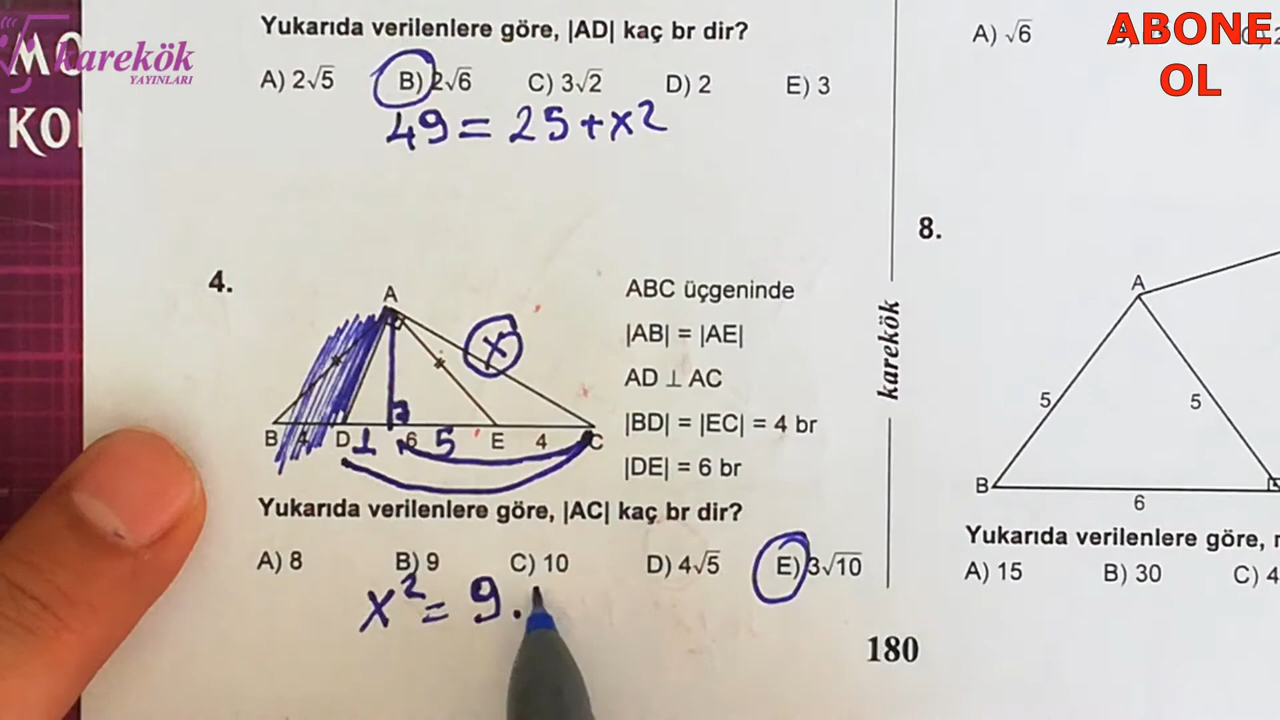 Yukarıda verilenlere göre, |AD| kaç br dir?
A) 2√5 B) 2√6 C) 3√2 D) 2 E) 3
49 = 25 + x2
4.
A
x
B 4 D 1 6 5 E 4 C
ABC üçgeninde
|AB| = |AE|
AD ⊥ AC
|BD| = |EC| = 4 br
|DE| = 6 br
Yukarıda verilenlere göre, |AC| kaç br dir?
A) 8 B) 9 C) 10 D) 4√5 E) 3√10
x² = 9.
180
karekök
A) √6
8.
A
5 5
B
6
Yukarıda verilenlere göre,
A) 15 B) 30 C) 4
ABONE
OL
karekök
YAYINLARI